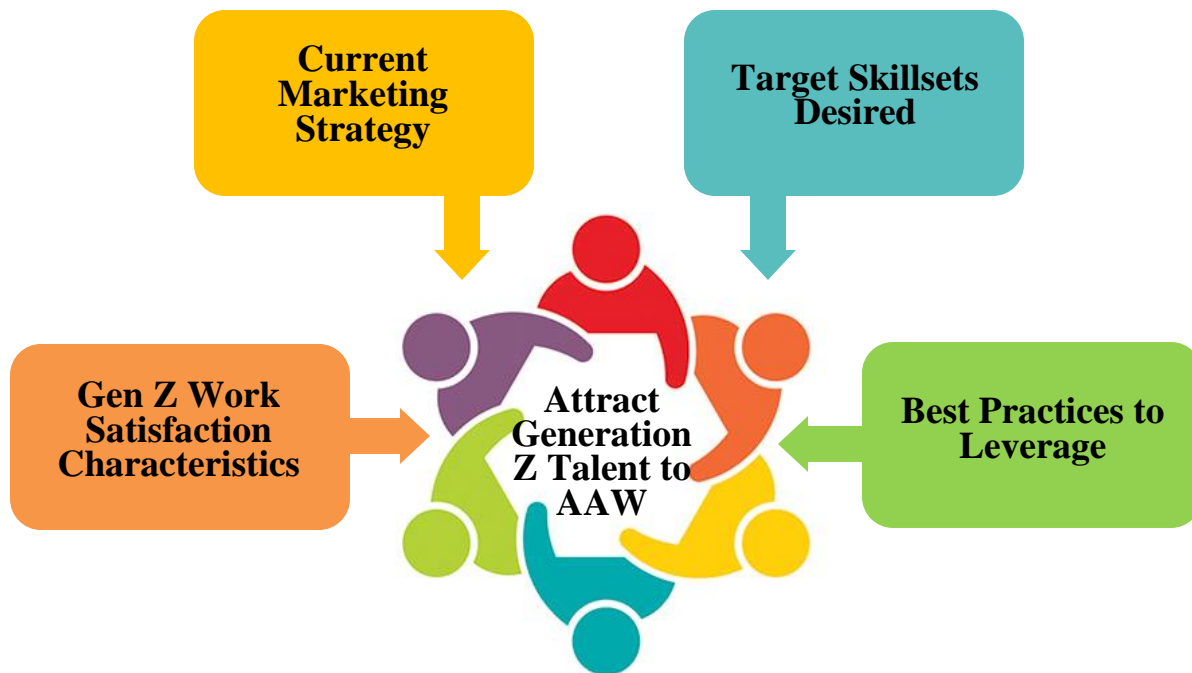 Current
Marketing
Strategy
Target Skillsets
Desired
Gen Z Work
Satisfaction
Characteristics
Attract
Generation
Z Talent to
AAW
Best Practices to
Leverage